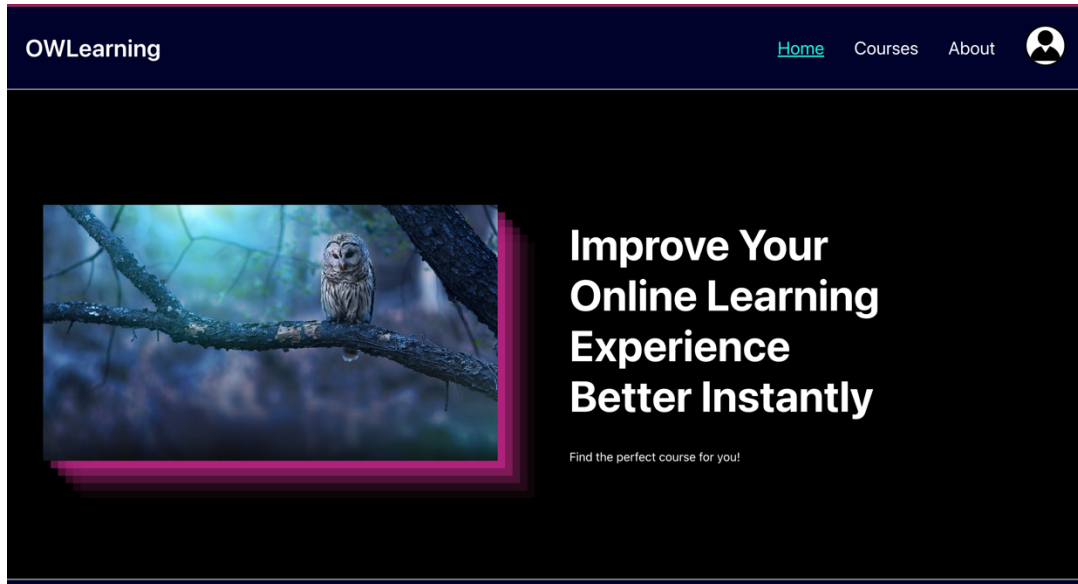 OWLearning
Home Courses About
Improve Your
Online Learning
Experience
Better Instantly
Find the perfect course for you!